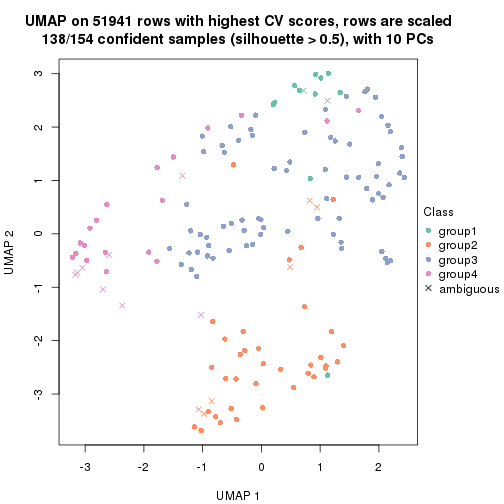 UMAP on 51941 rows with highest CV scores, rows are scaled
138/154 confident samples (silhouette > 0.5), with 10 PCs
3
2
1
0
-1
-2
-3
UMAP 2
-3
-2
-1
0
1
2
UMAP 1
Class
group1
group2
group3
group4
ambiguous